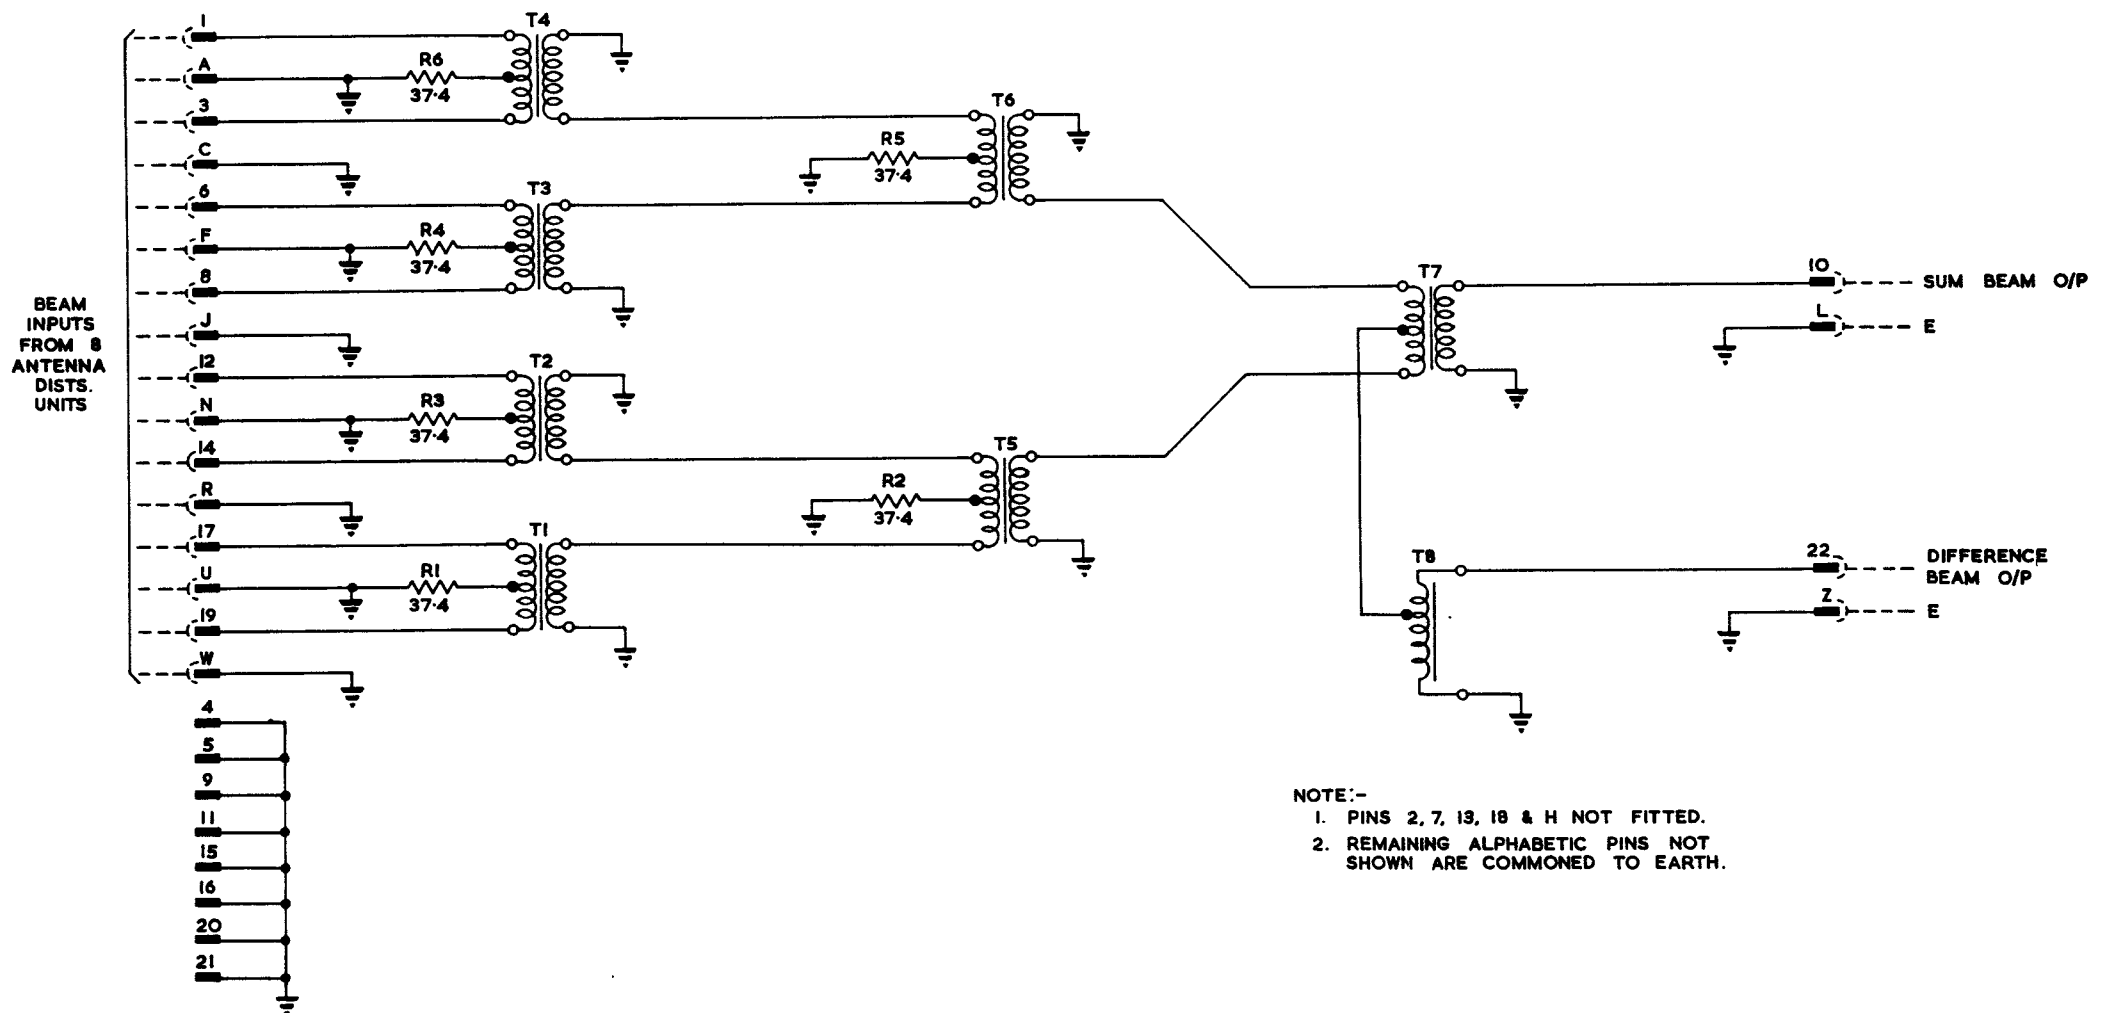 BEAM
INPUTS
FROM 8
ANTENNA
DISTS.
UNITS
1
A
3
C
6
F
8
J
12
N
14
R
17
U
19
W
4
5
9
11
15
16
20
21
T4
R6
37·4
T3
R4
37·4
T2
R3
37·4
T1
R1
37·4
T6
R5
37·4
T5
R2
37·4
T7
T8
10
SUM BEAM O/P
L
E
22
DIFFERENCE
BEAM O/P
Z
E
NOTE:-
1. PINS 2, 7, 13, 18 & H NOT FITTED.
2. REMAINING ALPHABETIC PINS NOT
SHOWN ARE COMMONED TO EARTH.